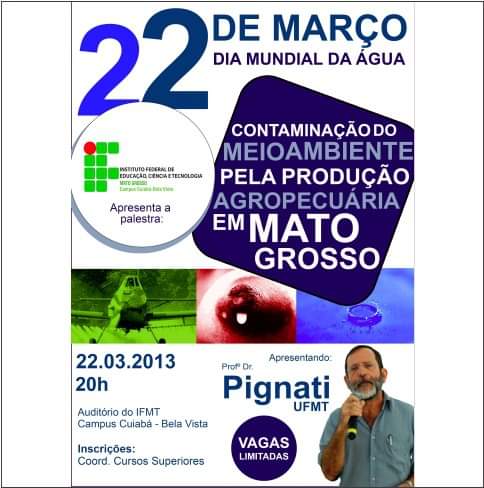 22 DE MARÇO
DIA MUNDIAL DA ÁGUA
INSTITUTO FEDERAL DE
EDUCAÇÃO, CIÊNCIA E TECNOLOGIA
MATO GROSSO
Campus Cuiabá-Bela Vista
Apresenta a
palestra:
CONTAMINAÇÃO DO
MEIOAMBIENTE
PELA PRODUÇÃO
AGROPECUÁRIA
EM MATO
GROSSO
22.03.2013
20h
Auditório do IFMT
Campus Cuiabá - Bela Vista
Inscrições:
Coord. Cursos Superiores
Apresentando:
Profº Dr.
Pignati
UFMT
VAGAS
LIMITADAS